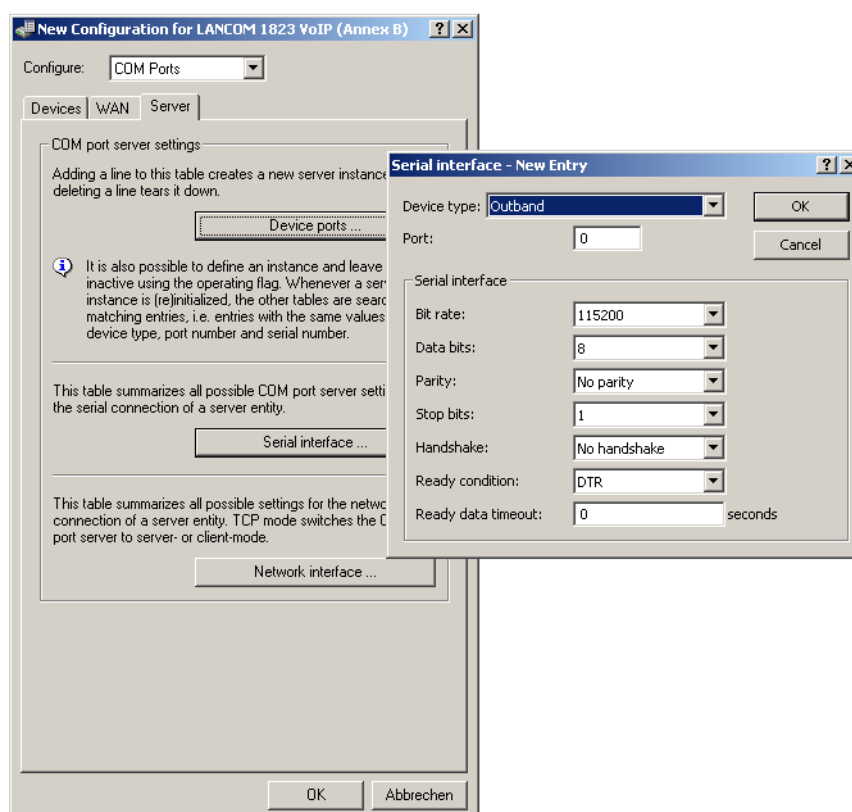 New Configuration for LANCOM 1823 VoIP (Annex B)
Configure: COM Ports
Devices WAN Server
COM port server settings
Adding a line to this table creates a new server instance
deleting a line tears it down.
Device ports ...
It is also possible to define an instance and leave
inactive using the operating flag. Whenever a
instance is (re)initialized, the other tables are
matching entries, i.e. entries with the same values
device type, port number and serial number.
This table summarizes all possible COM port server
the serial connection of a server entity.
Serial interface ...
This table summarizes all possible settings for the
connection of a server entity. TCP mode switches the
port server to server- or client-mode.
Network interface ...
OK Abbrechen
Serial interface - New Entry
Device type: Outband OK
Port: 0 Cancel
Serial interface
Bit rate: 115200
Data bits: 8
Parity: No parity
Stop bits: 1
Handshake: No handshake
Ready condition: DTR
Ready data timeout: 0 seconds